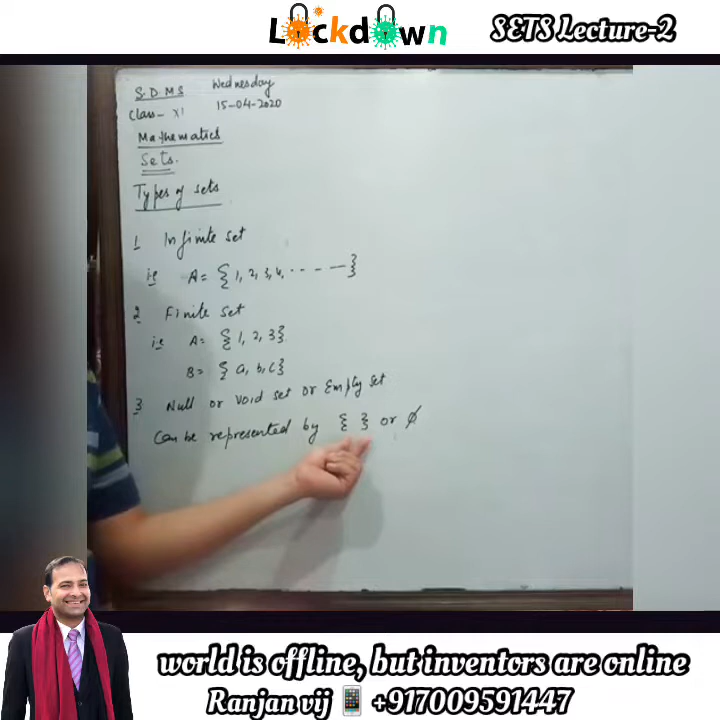 Lockdown
SETS Lecture-2
S.D.M.S Wednesday
Class- XI 15-04-2020
Mathematics
Sets.
Types of sets
1 Infinite set
ie A= { 1, 2, 3, 4, ..... - - — }
2 Finite set
ie A= { 1, 2, 3}
B= { a, b, c}
3 Null or void set or Empty set
Can be represented by { } or ϕ
world is offline, but inventors are online
Ranjan vij 📱 +917009591447